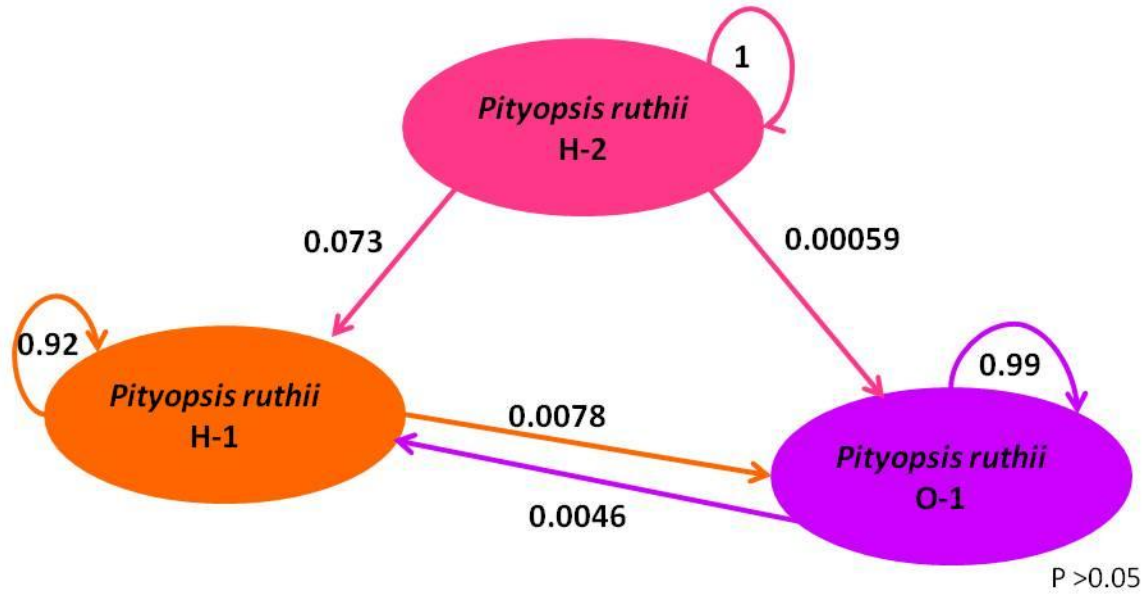 1
Pityopsis ruthii
H-2
0.073
0.00059
0.92
0.99
Pityopsis ruthii
H-1
0.0078
Pityopsis ruthii
O-1
0.0046
P >0.05